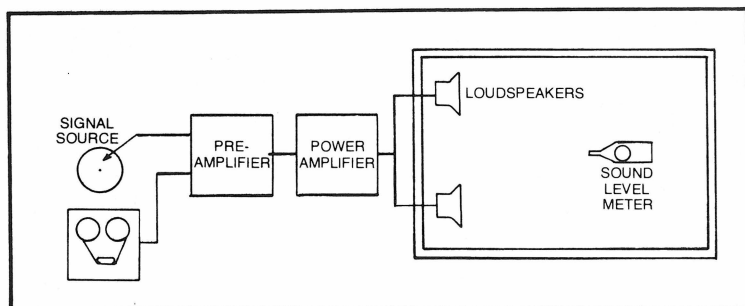 SIGNAL
SOURCE
PRE-
AMPLIFIER
POWER
AMPLIFIER
LOUDSPEAKERS
SOUND
LEVEL
METER